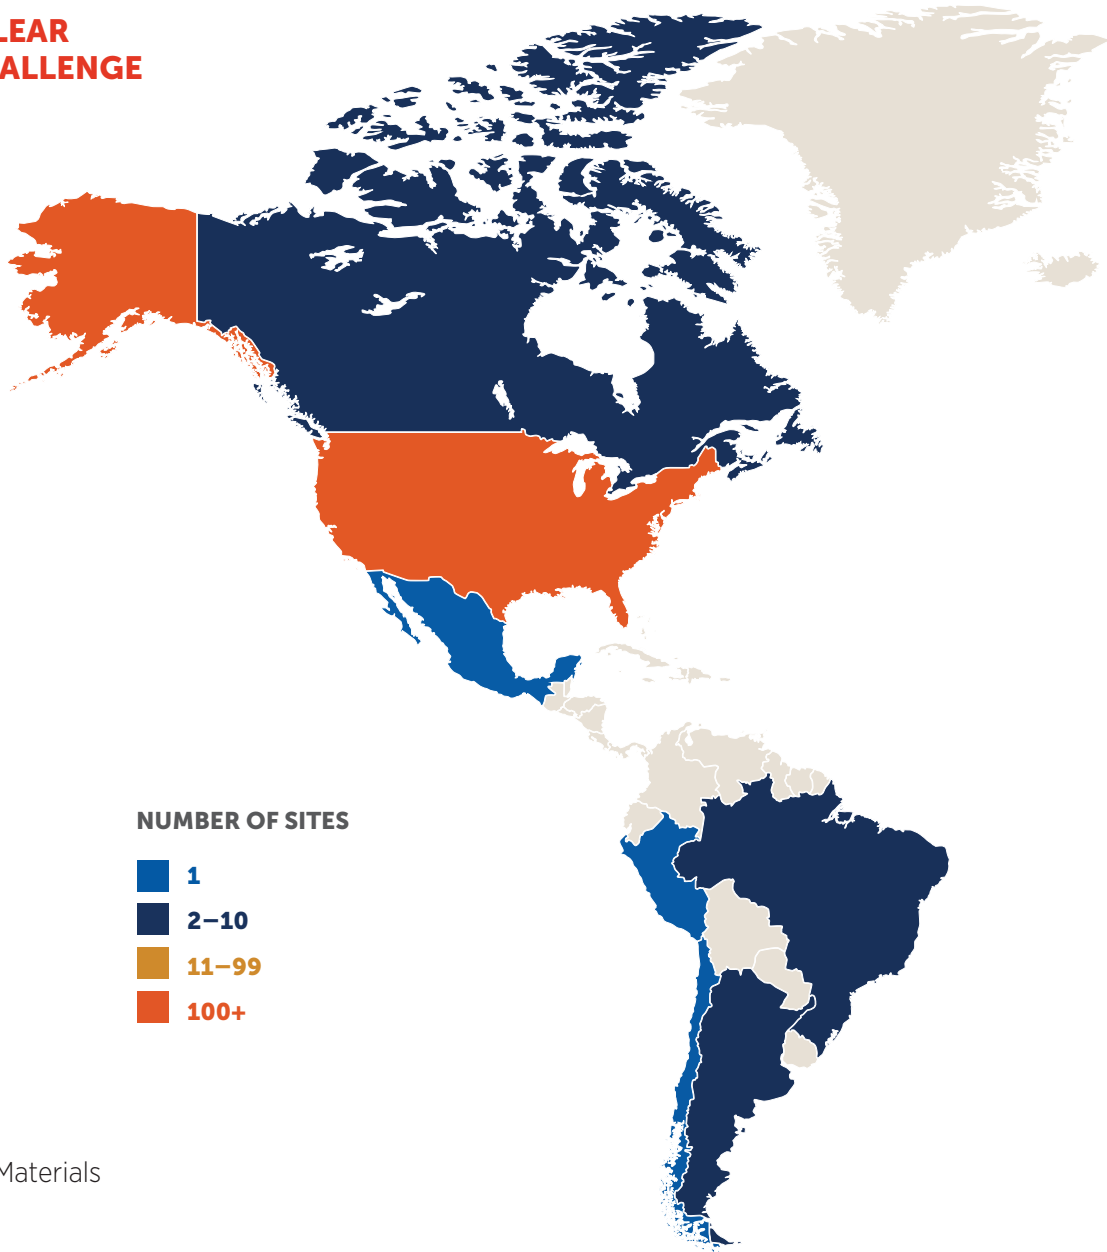 LEAR
ALLENGE
NUMBER OF SITES
1
2–10
11–99
100+
Materials